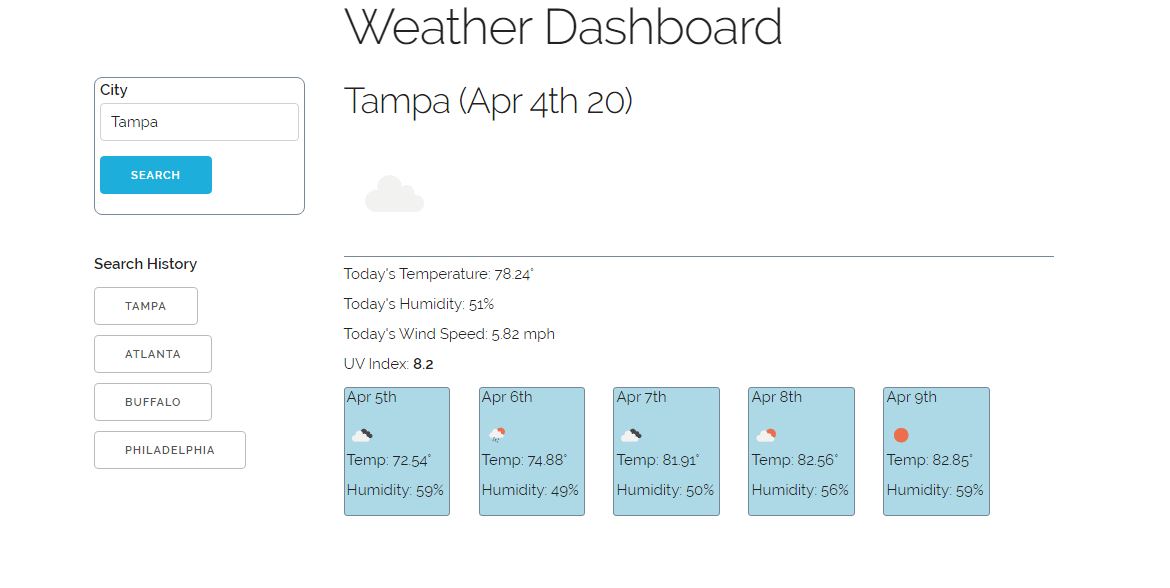 Weather Dashboard
City
Tampa
SEARCH
Search History
TAMPA
ATLANTA
BUFFALO
PHILADELPHIA
Tampa (Apr 4th 20)
Today's Temperature: 78.24°
Today's Humidity: 51%
Today's Wind Speed: 5.82 mph
UV Index: 8.2
Apr 5th
Temp: 72.54°
Humidity: 59%
Apr 6th
Temp: 74.88°
Humidity: 49%
Apr 7th
Temp: 81.91°
Humidity: 50%
Apr 8th
Temp: 82.56°
Humidity: 56%
Apr 9th
Temp: 82.85°
Humidity: 59%